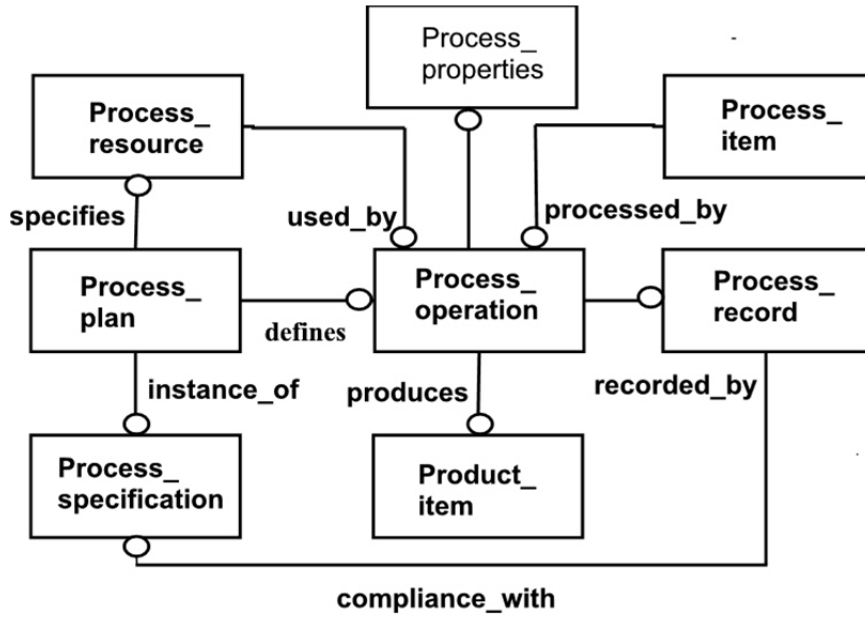 Process_
properties
Process_
resource
Process_
item
specifies
used_by
processed_by
Process_
plan
defines
Process_
operation
Process_
record
instance_of
produces
recorded_by
Process_
specification
Product_
item
compliance_with